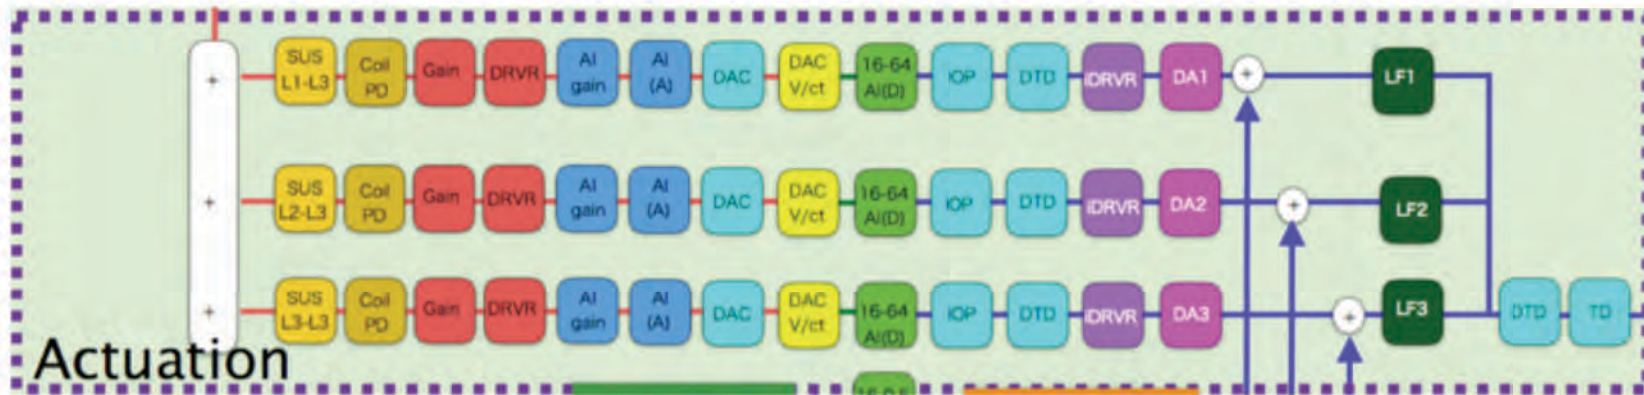 + SUS L1-L3 Coil PD Gain DRVR AI gain AI (A) DAC DAC V/ct 16-64 AI(D) IOP DTD iDRVR DA1 + LF1
+ SUS L2-L3 Coil PD Gain DRVR AI gain AI (A) DAC DAC V/ct 16-64 AI(D) IOP DTD iDRVR DA2 + LF2
+ SUS L3-L3 Coil PD Gain DRVR AI gain AI (A) DAC DAC V/ct 16-64 AI(D) IOP DTD iDRVR DA3 + LF3 DTD TD
Actuation